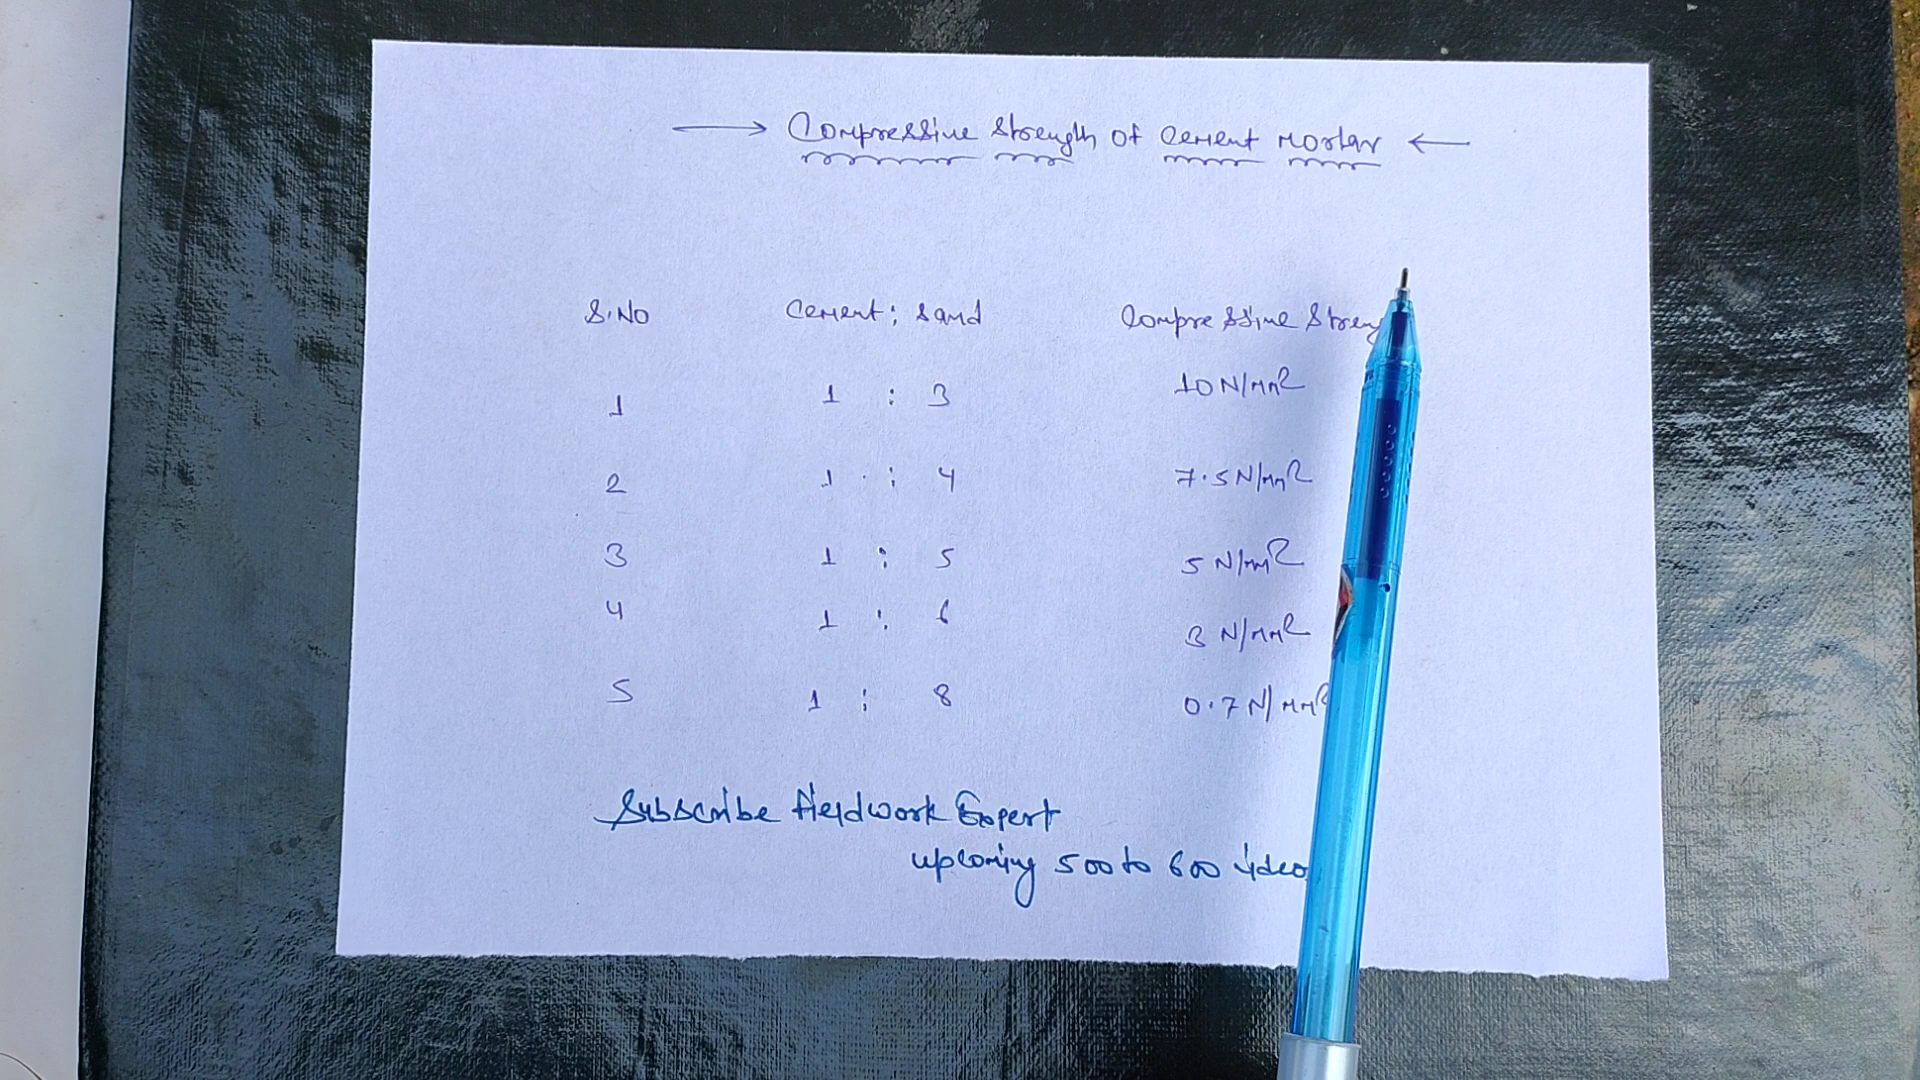 → Compressive Strength of Cement Mortar ←
S.No Cement : Sand Compressive Streng
1 1 : 3 10 N/mm2
2 1 : 4 7.5 N/mm2
3 1 : 5 5 N/mm2
4 1 : 6 3 N/mm2
5 1 : 8 0.7 N/mm2
Subscribe Fieldwork Expert
upcoming 500 to 600 video